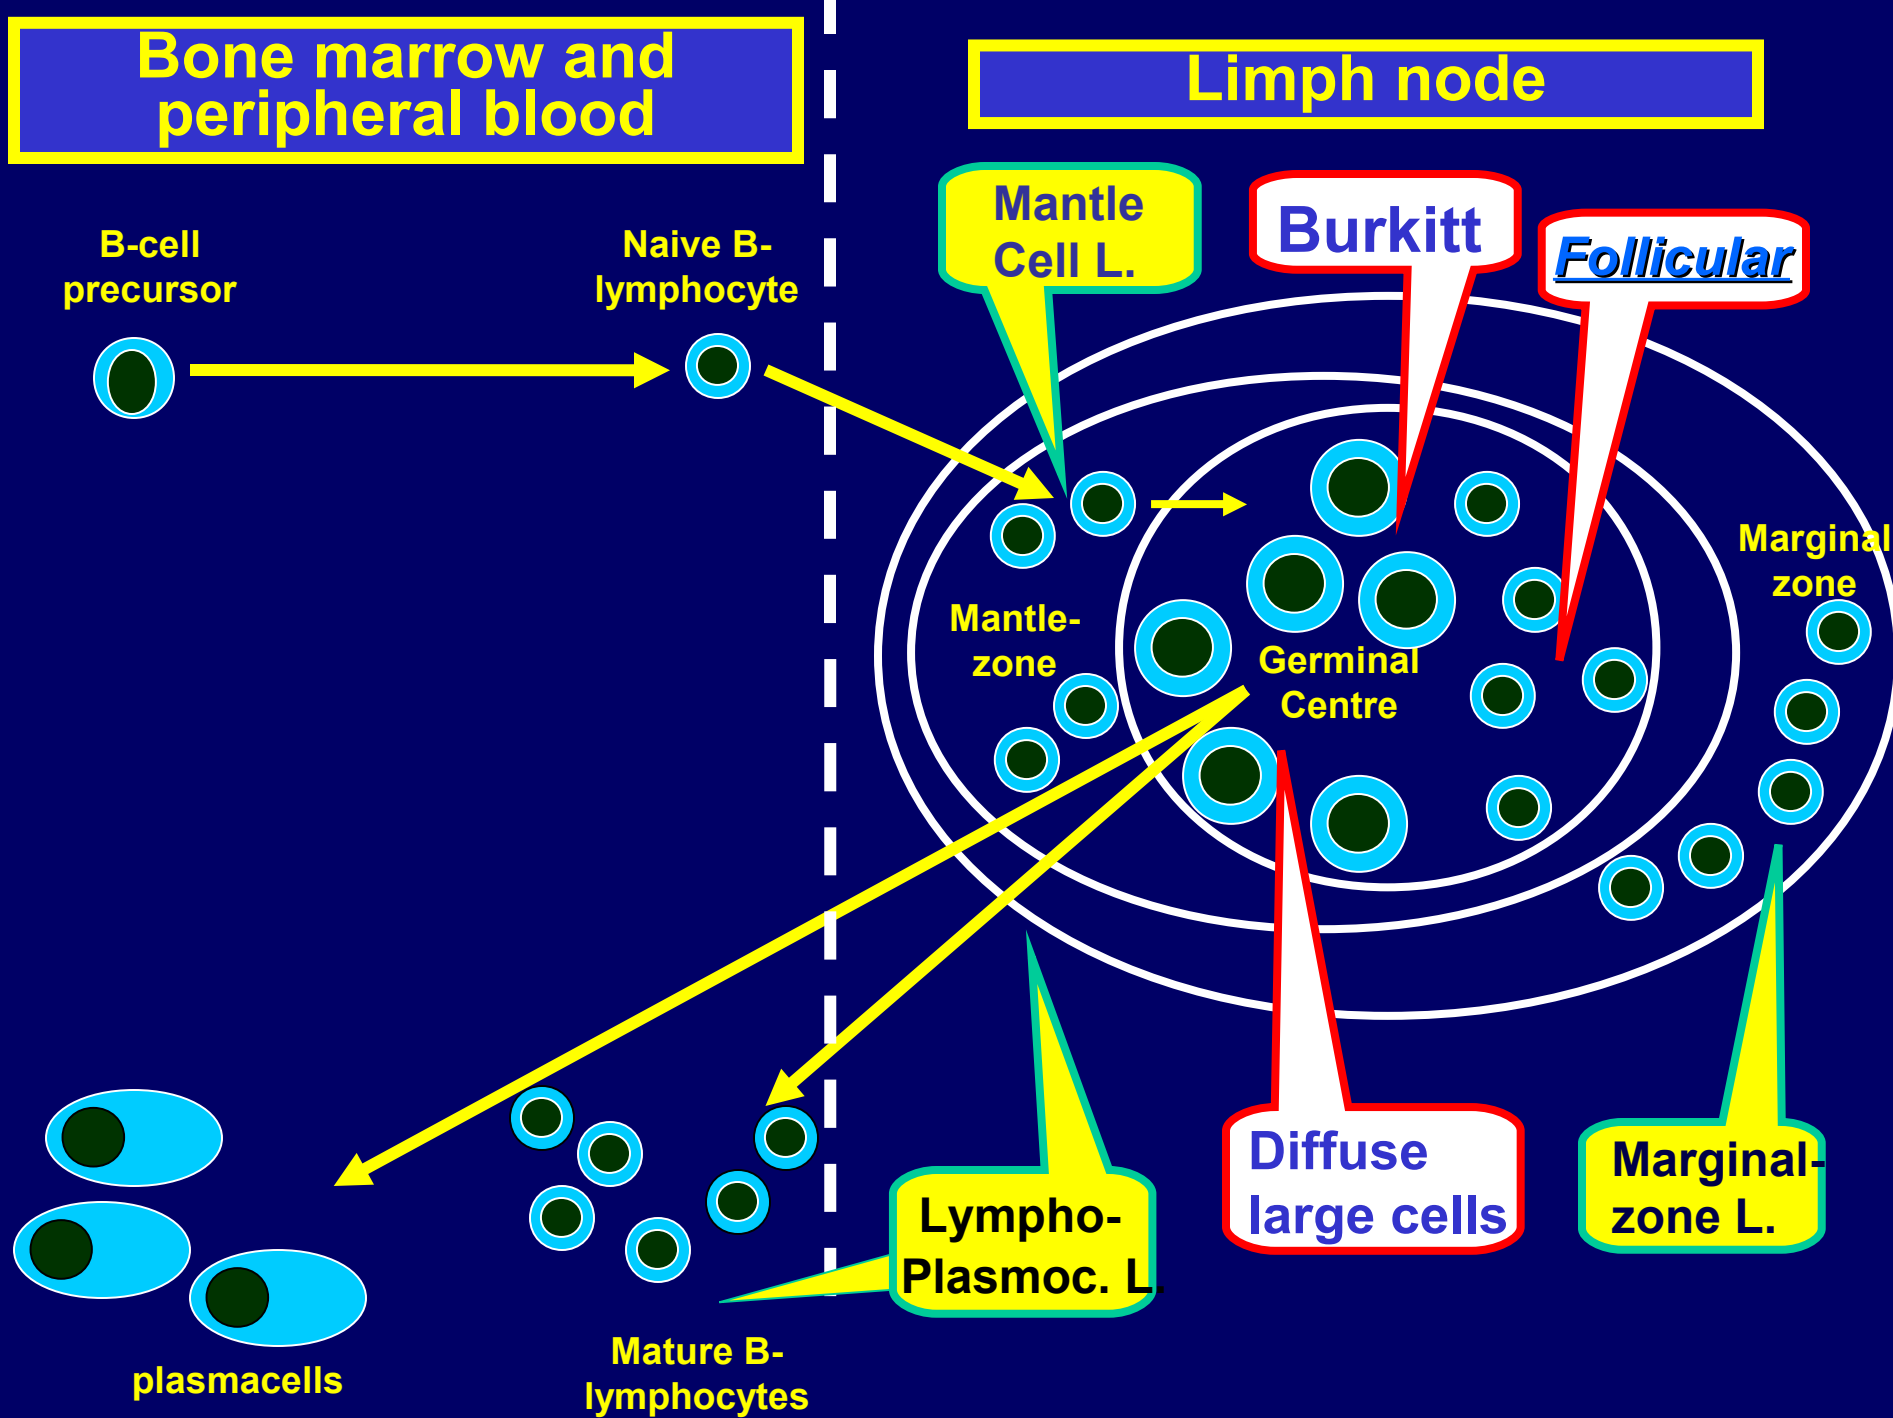 Bone marrow and
peripheral blood
Limph node
B-cell
precursor
Naive B-
lymphocyte
Mantle
Cell L.
Burkitt
Follicular
Marginal
zone
Mantle-
zone
Germinal
Centre
Lympho-
Plasmoc. L.
Diffuse
large cells
Marginal-
zone L.
plasmacells
Mature B-
lymphocytes